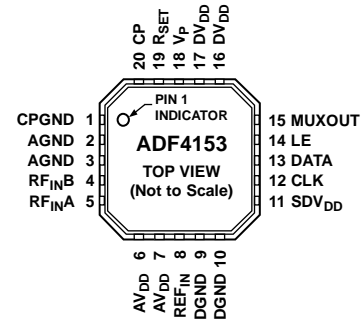 20 CP
19 RSET
18 VP
17 DVDD
16 DVDD
PIN 1
INDICATOR
CPGND 1
AGND 2
AGND 3
RFINB 4
RFINA 5
ADF4153
TOP VIEW
(Not to Scale)
15 MUXOUT
14 LE
13 DATA
12 CLK
11 SDVDD
AVDD 6
AVDD 7
REFIN 8
DGND 9
DGND 10